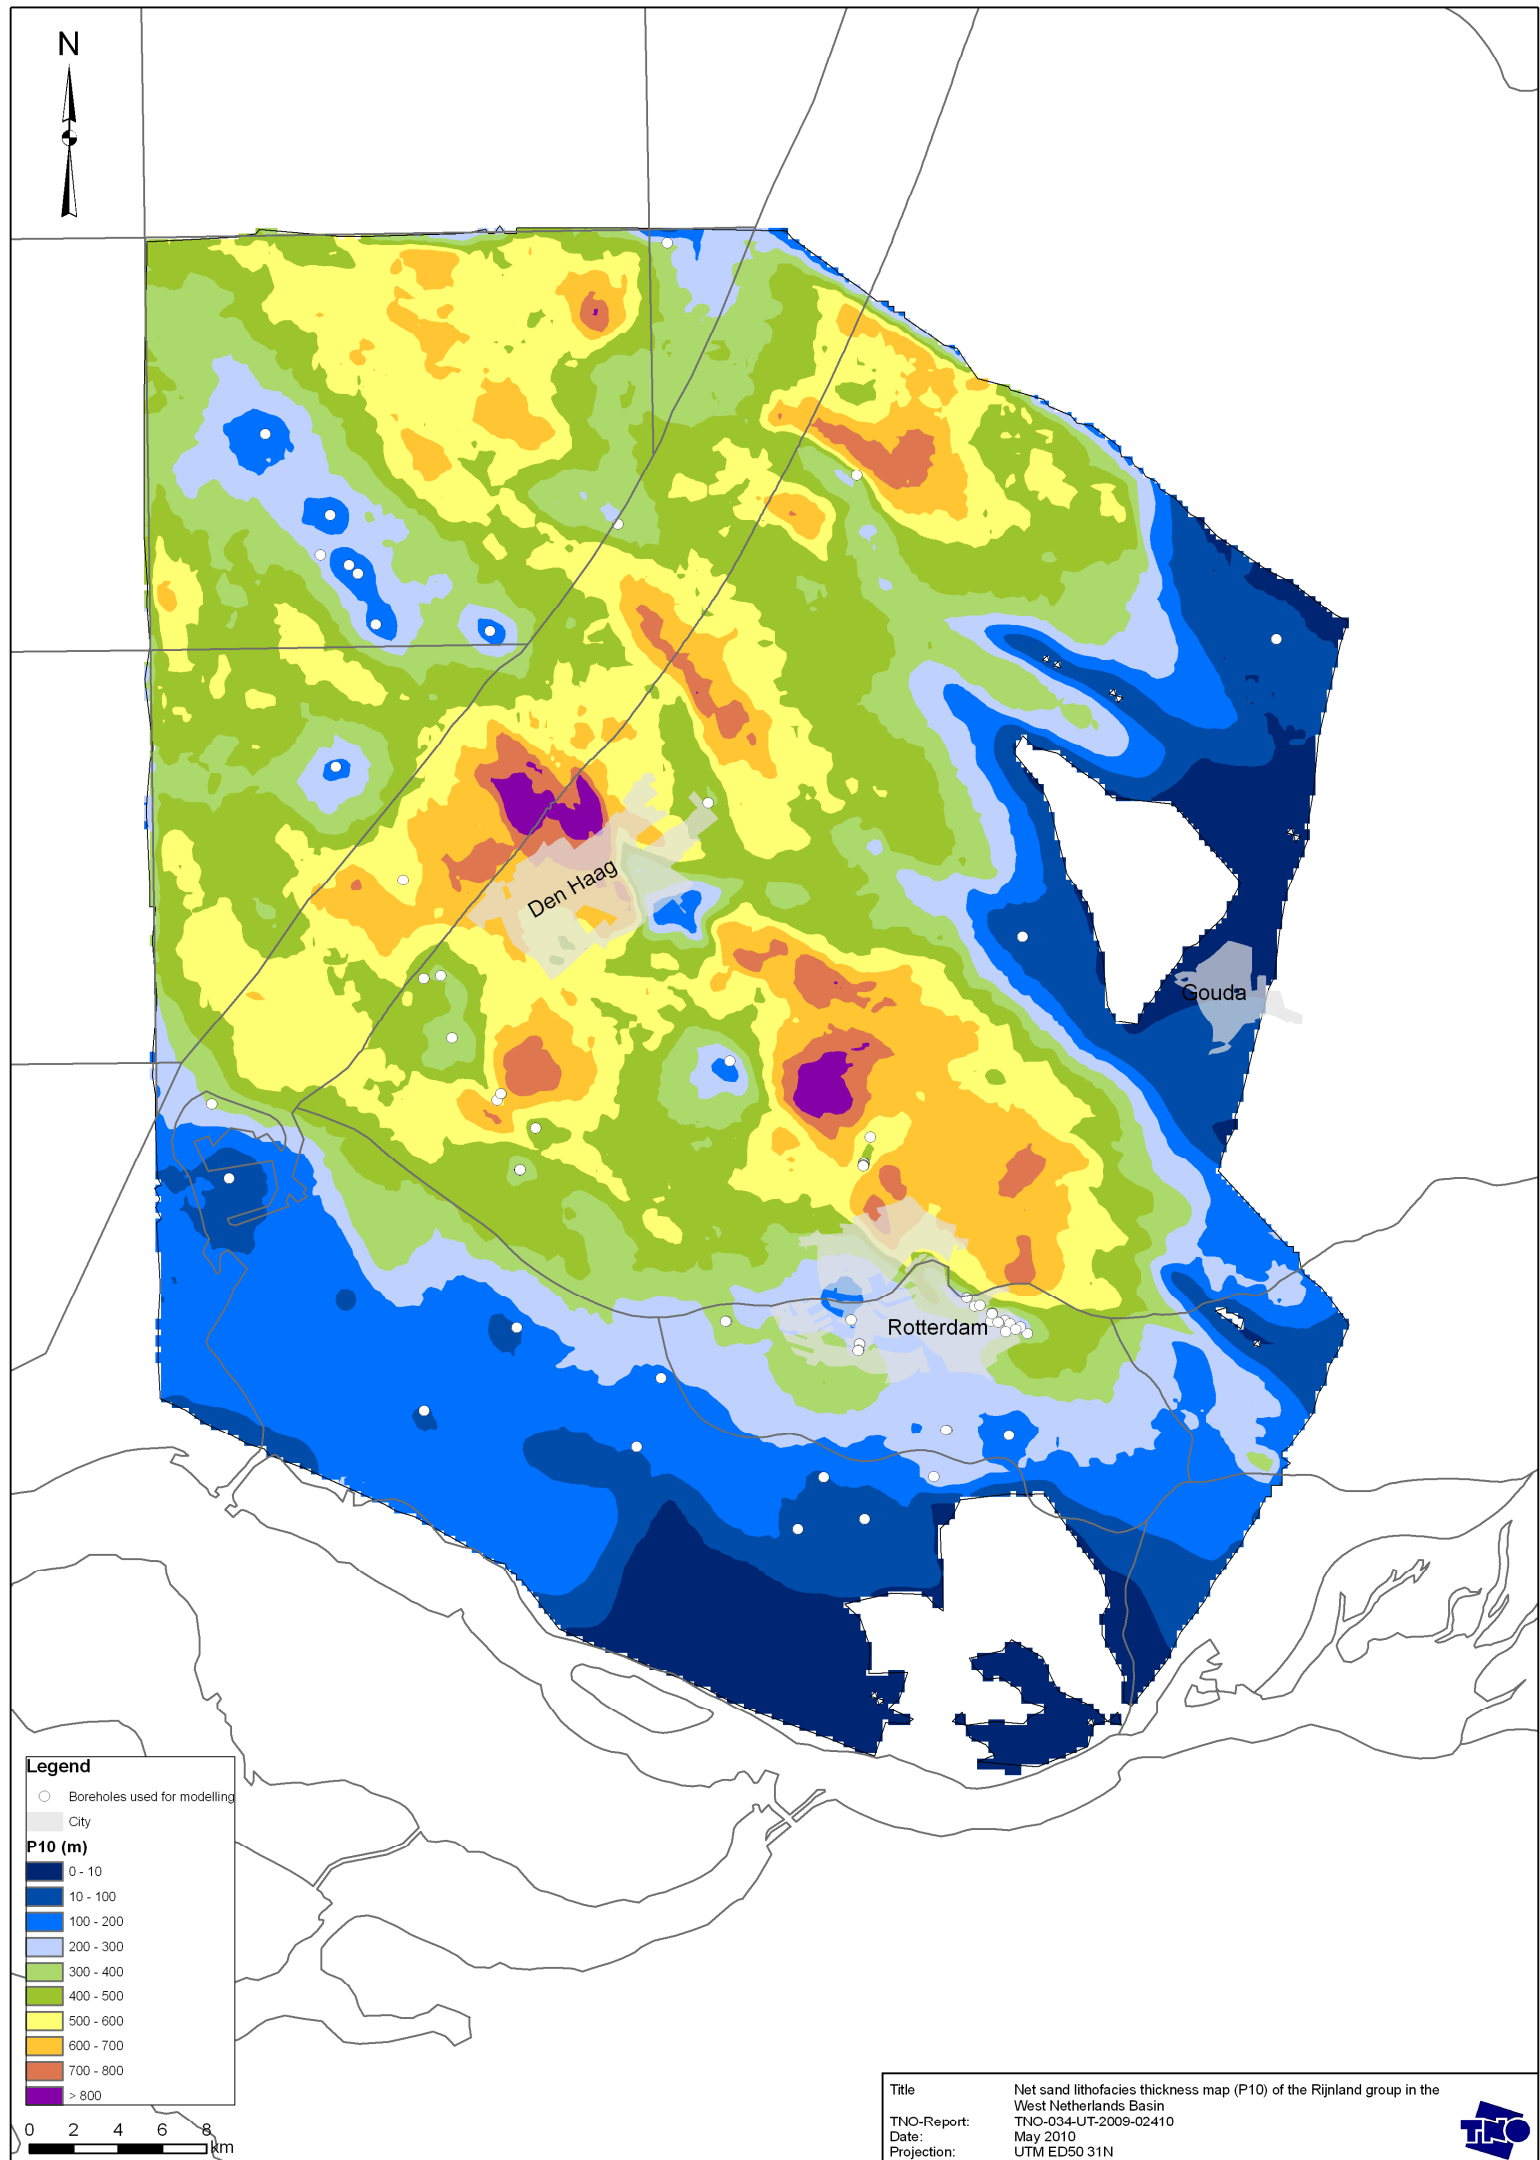 N
Den Haag
Gouda
Rotterdam
Legend
Boreholes used for modelling
City
P10 (m)
0 - 10
10 - 100
100 - 200
200 - 300
300 - 400
400 - 500
500 - 600
600 - 700
700 - 800
> 800
0 2 4 6 8
km
Title Net sand lithofacies thickness map (P10) of the Rijnland group in the
West Netherlands Basin
TNO-Report: TNO-034-UT-2009-02410
Date: May 2010
Projection: UTM ED50 31N
TNO